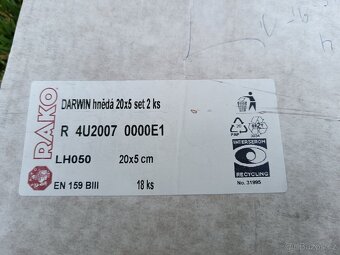 RAKO
DARWIN hnědá 20x5 set 2 ks
R 4U2007 0000E1
LH050 20x5 cm
EN 159 BIII 18 ks
INTERSEROH
RECYCLING
No. 31995